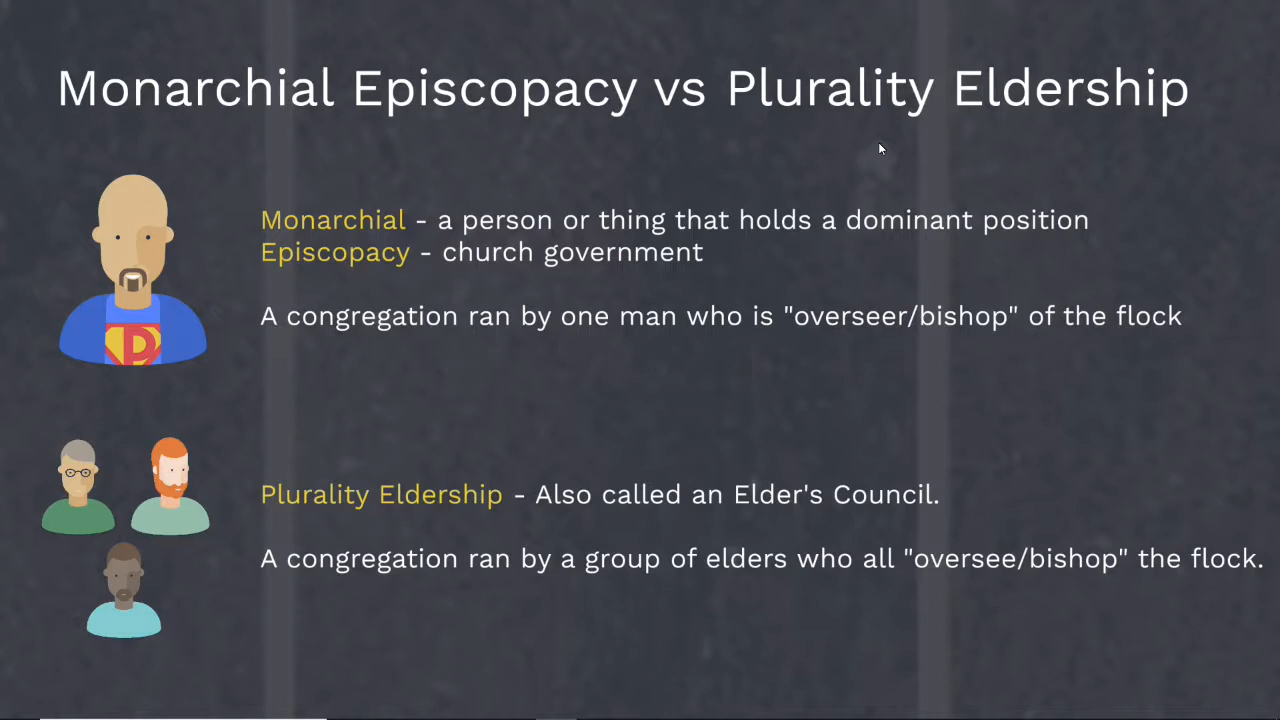 Monarchial Episcopacy vs Plurality Eldership
Monarchial - a person or thing that holds a dominant position
Episcopacy - church government
A congregation ran by one man who is "overseer/bishop" of the flock
P
Plurality Eldership - Also called an Elder's Council.
A congregation ran by a group of elders who all "oversee/bishop" the flock.